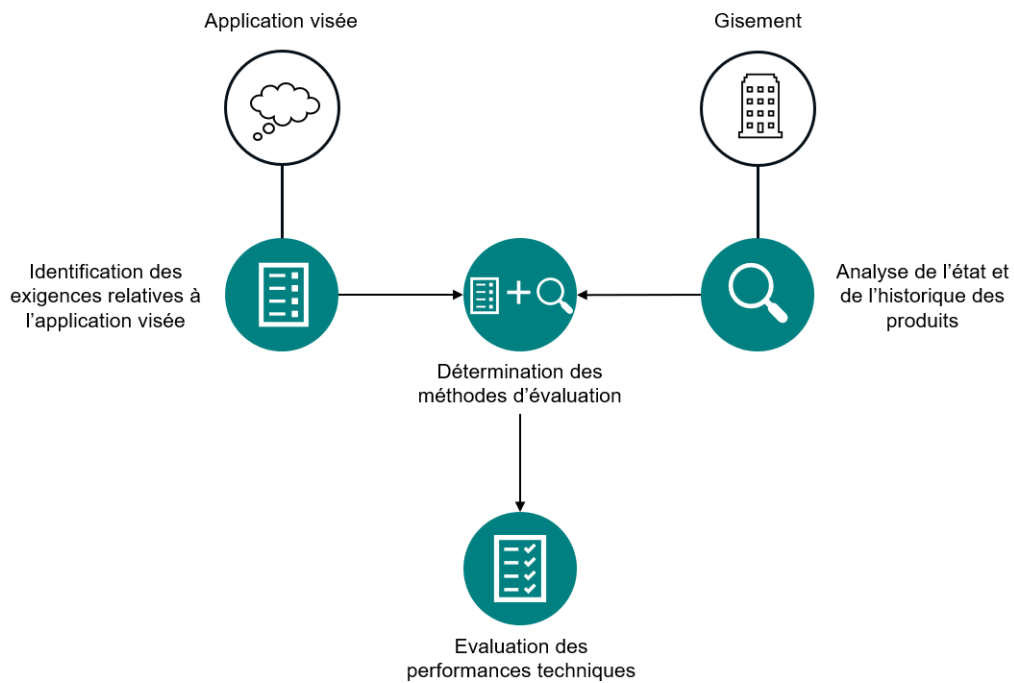 Application visée
Gisement
Identification des
exigences relatives à
l’application visée
Analyse de l’état et
de l’historique des
produits
Détermination des
méthodes d’évaluation
Evaluation des
performances techniques